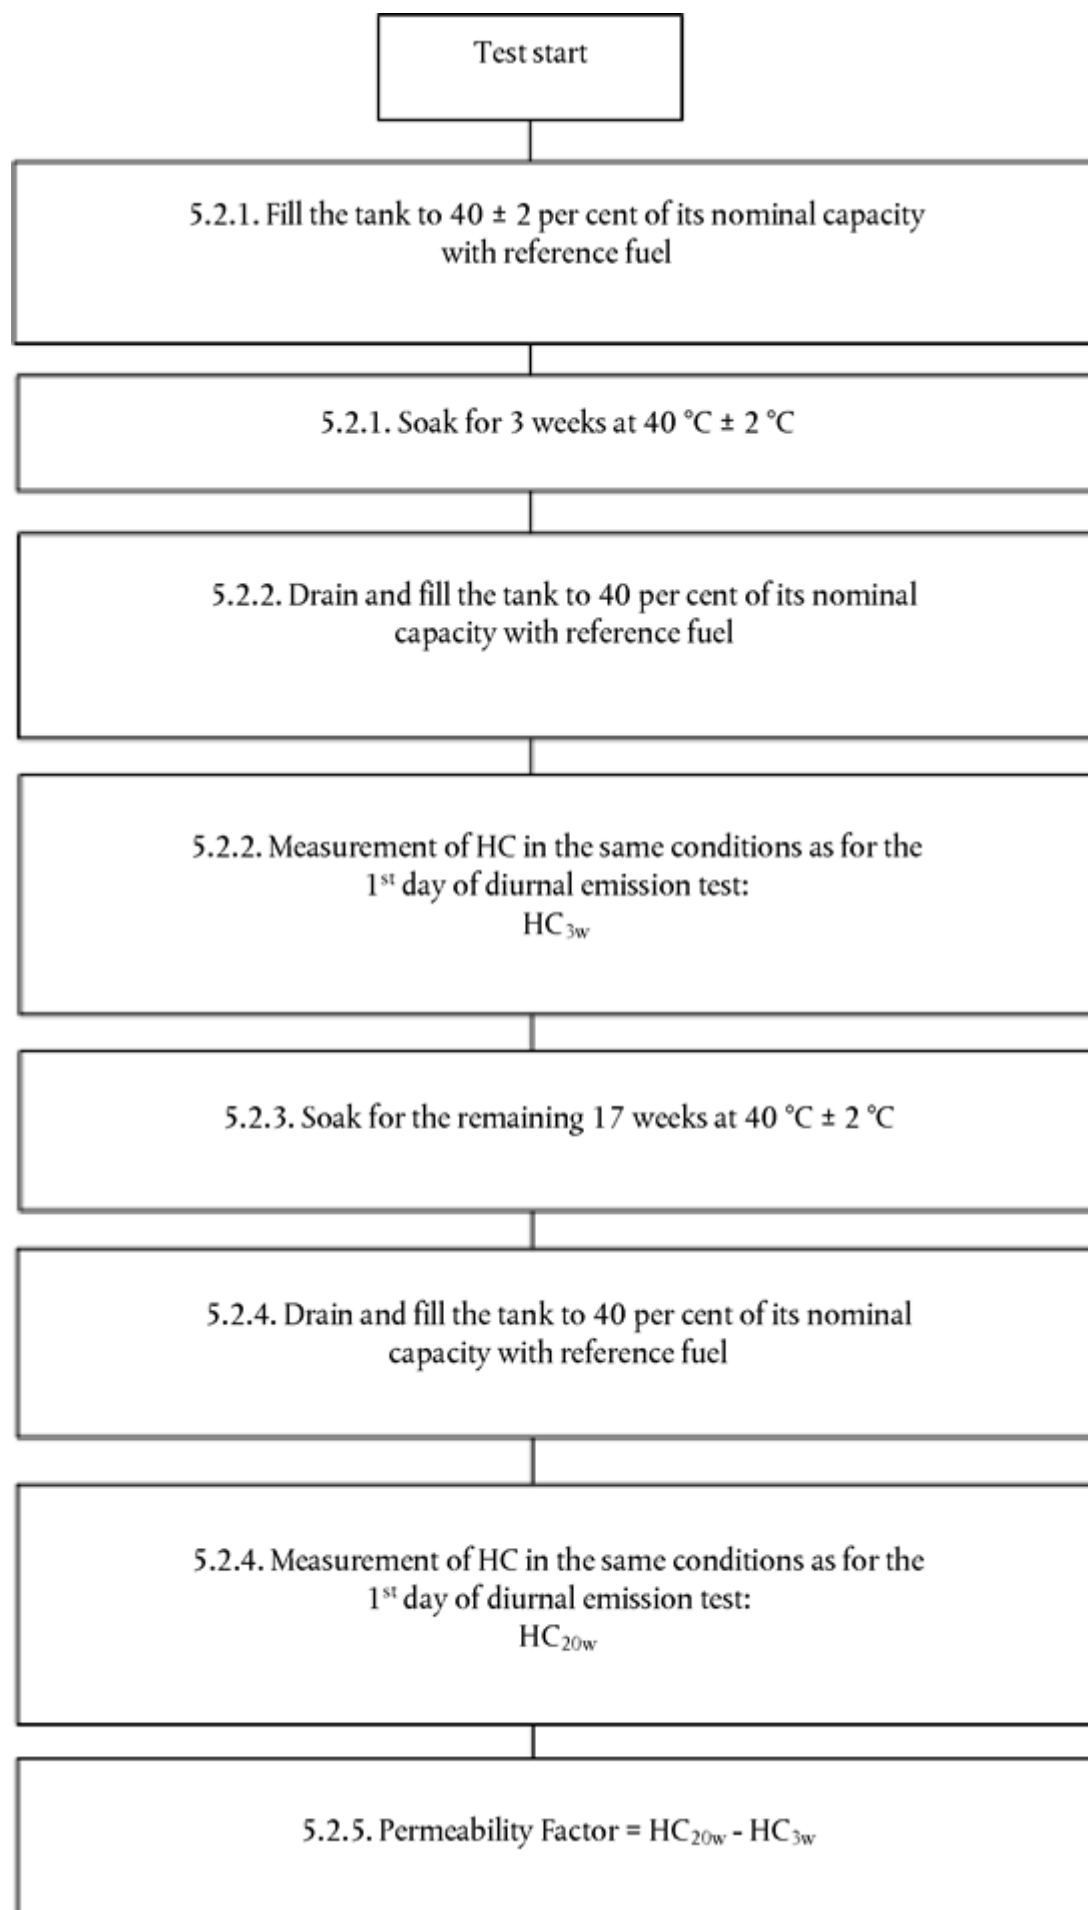 Test start
5.2.1. Fill the tank to 40 ± 2 per cent of its nominal capacity
with reference fuel
5.2.1. Soak for 3 weeks at 40 °C ± 2 °C
5.2.2. Drain and fill the tank to 40 per cent of its nominal
capacity with reference fuel
5.2.2. Measurement of HC in the same conditions as for the
1st day of diurnal emission test:
HC3w
5.2.3. Soak for the remaining 17 weeks at 40 °C ± 2 °C
5.2.4. Drain and fill the tank to 40 per cent of its nominal
capacity with reference fuel
5.2.4. Measurement of HC in the same conditions as for the
1st day of diurnal emission test:
HC20w
5.2.5. Permeability Factor = HC20w - HC3w